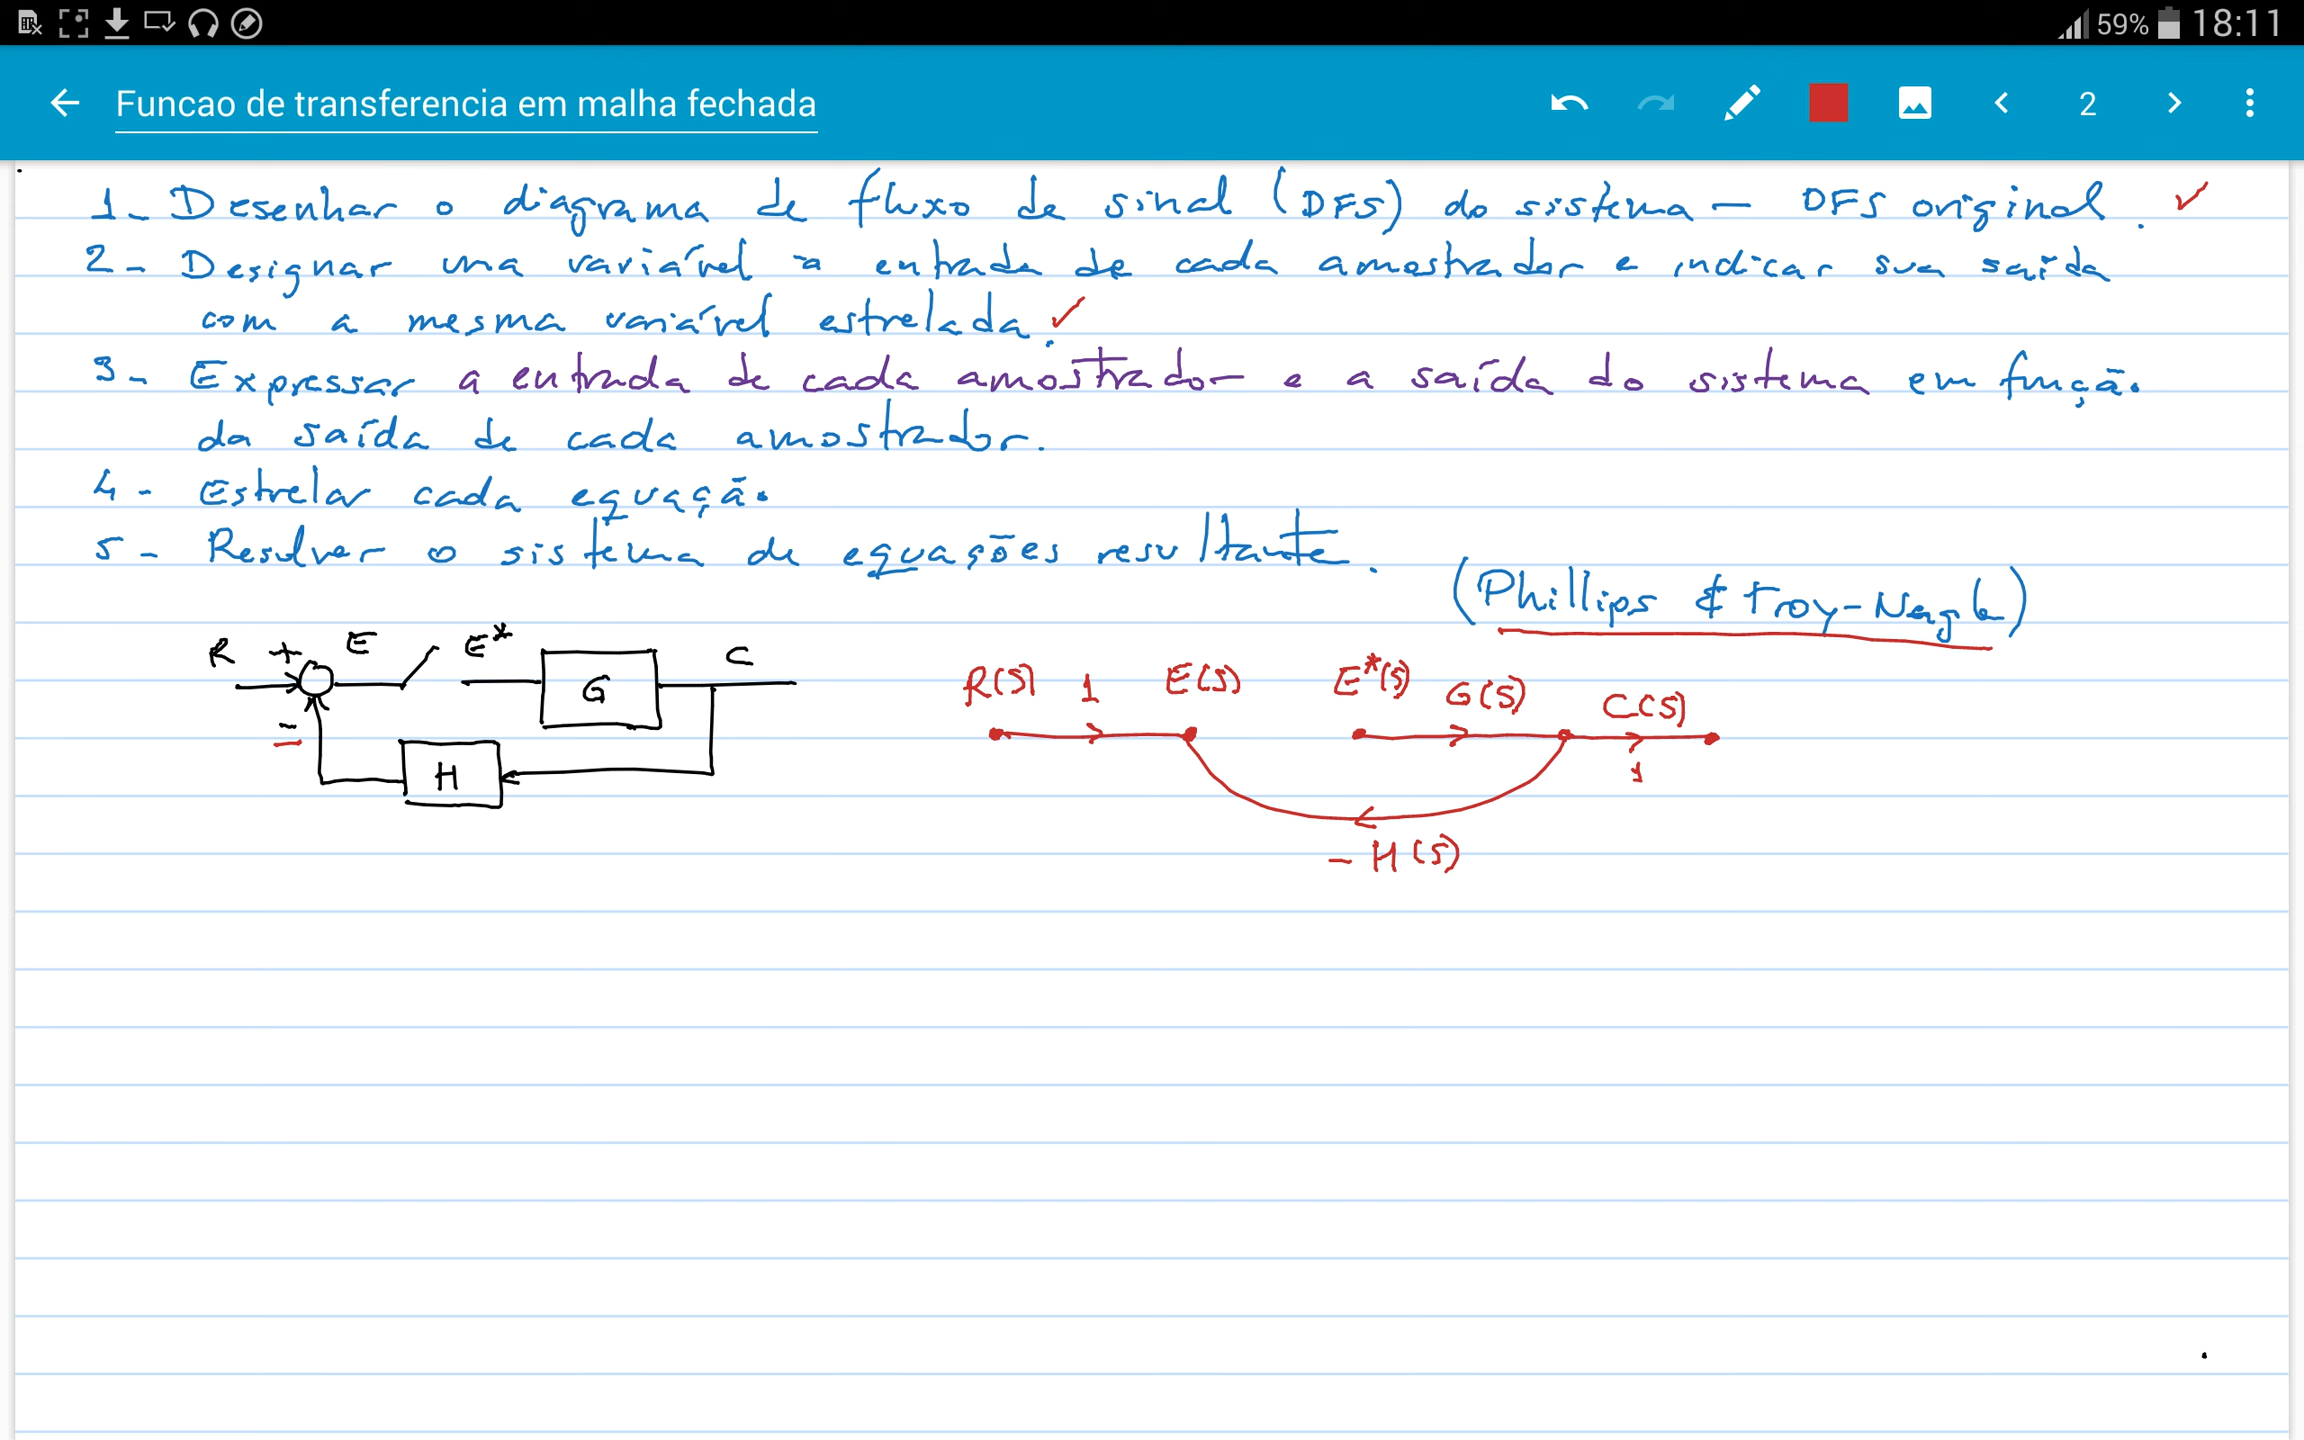 59% 18:11
Funcao de transferencia em malha fechada 2
1- Desenhar o diagrama de fluxo de sinal (DFS) do sistema - DFS original. ✓
2- Designar uma variável a entrada de cada amostrador e indicar sua saída
com a mesma variável estrelada. ✓
3- Expressar a entrada de cada amostrador e a saída do sistema em função
da saída de cada amostrador.
4- Estrelar cada equação
5- Resolver o sistema de equações resultante.
(Phillips & Troy-Nagle)
R + E E* C
G
-
H
R(s) 1 E(s) E*(s) G(s) C(s)
1
- H(s)